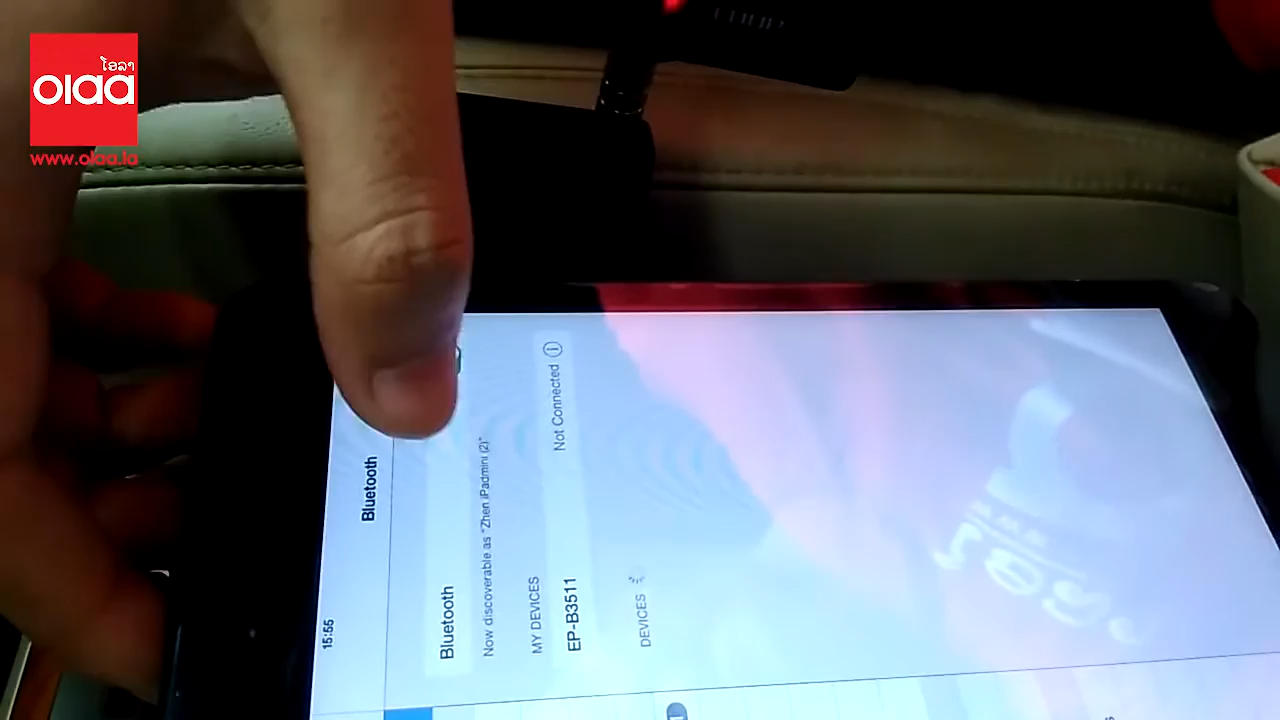 ໂອລາ
olaa
www.olaa.la
15:55
Bluetooth
Bluetooth
Now discoverable as "Zhen iPadmini (2)"
MY DEVICES
EP-B3511 Not Connected
DEVICES